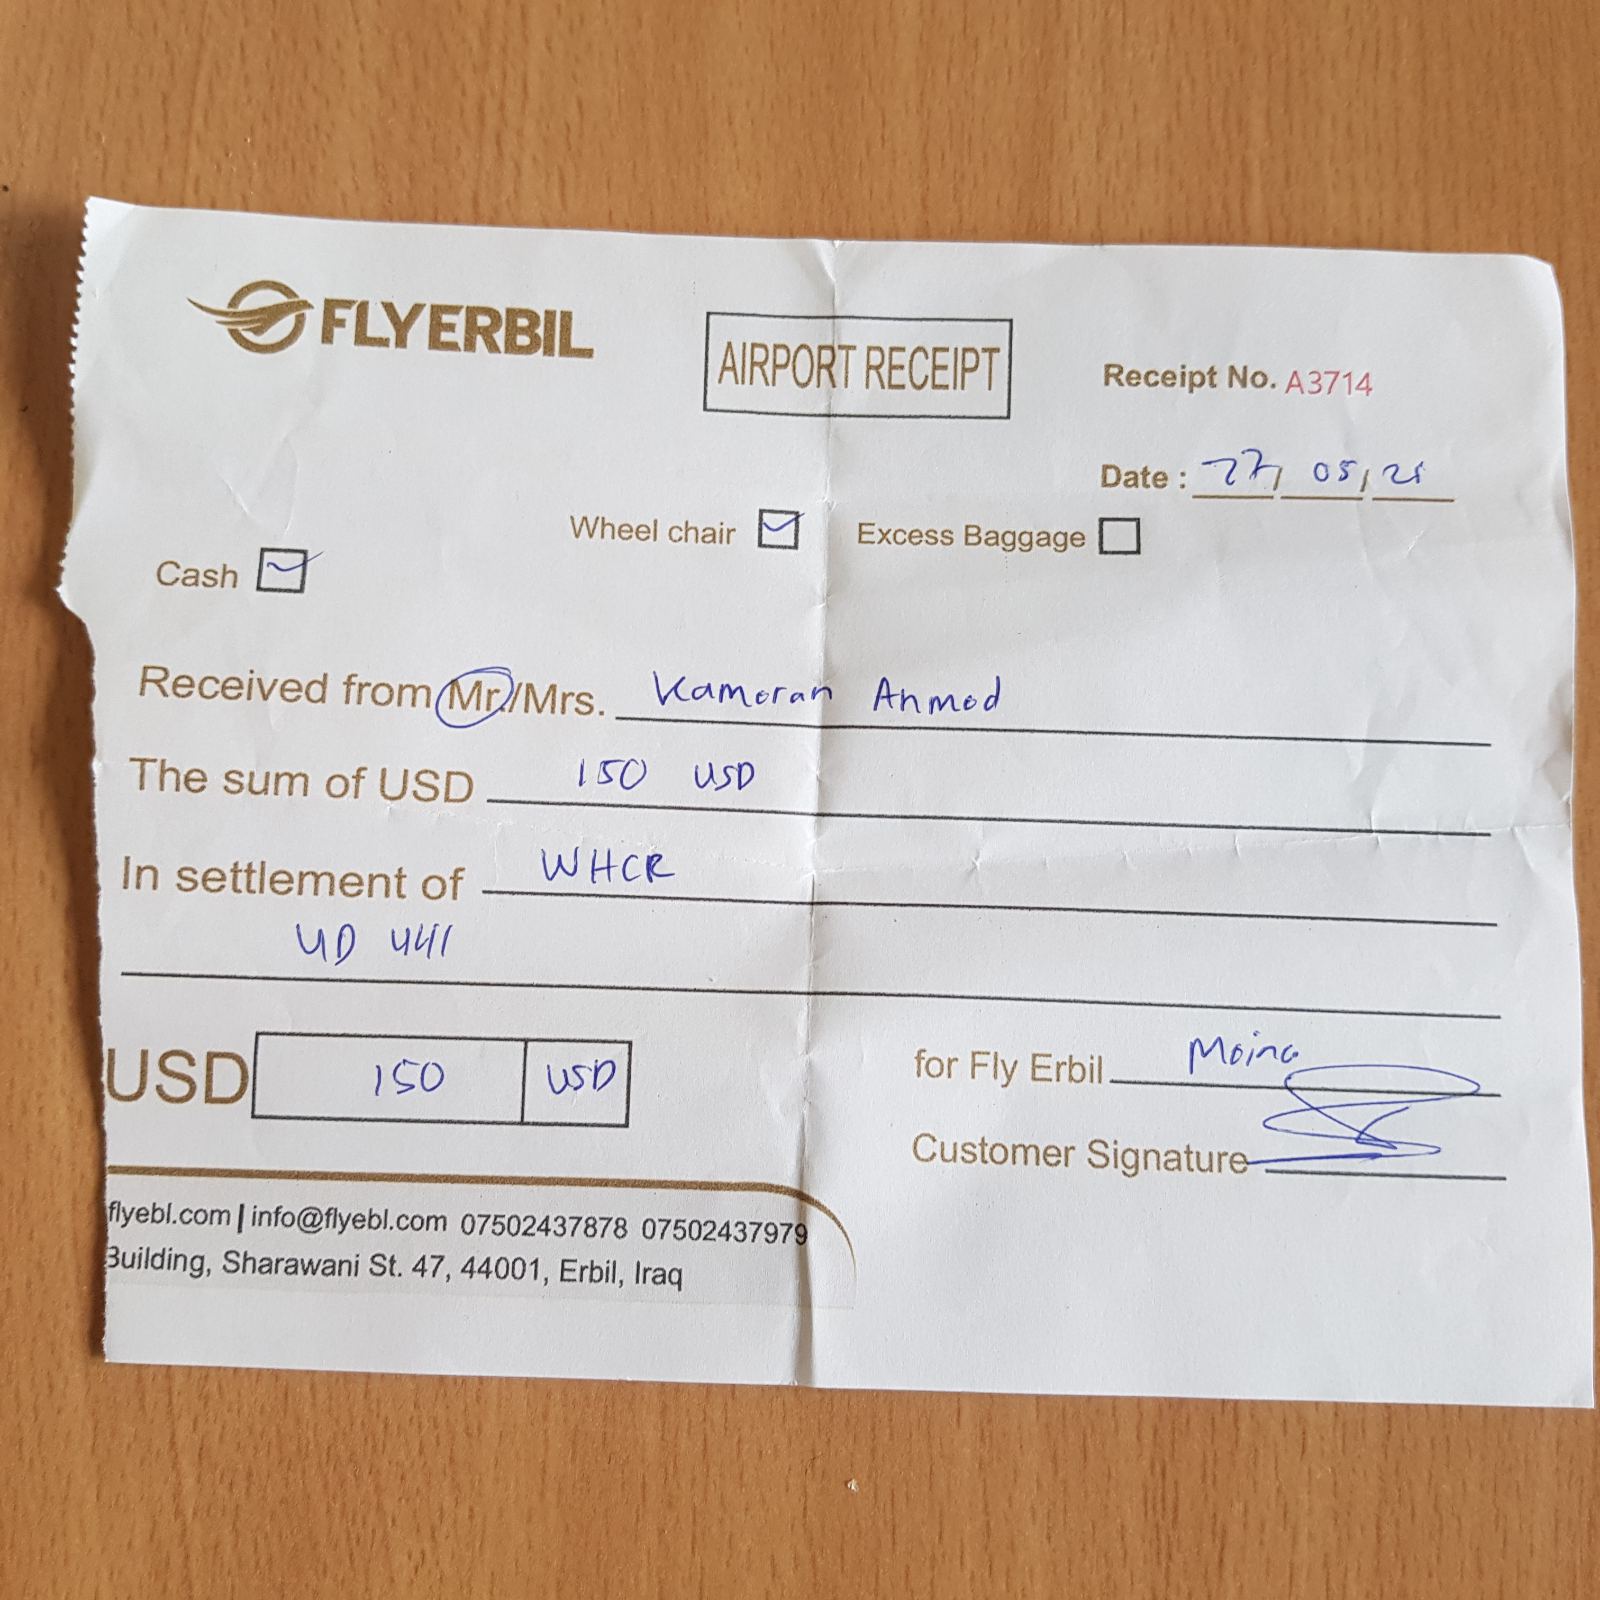 FLYERBIL
AIRPORT RECEIPT
Receipt No. A3714
Date : 27/ 05/ 21
Wheel chair Excess Baggage
Cash
Received from Mr./Mrs. Kamoran Ahmed
The sum of USD 150 USD
In settlement of WHCR
UD 441
USD 150 USD
for Fly Erbil
Customer Signature
flyebl.com | info@flyebl.com 07502437878 07502437979
Building, Sharawani St. 47, 44001, Erbil, Iraq